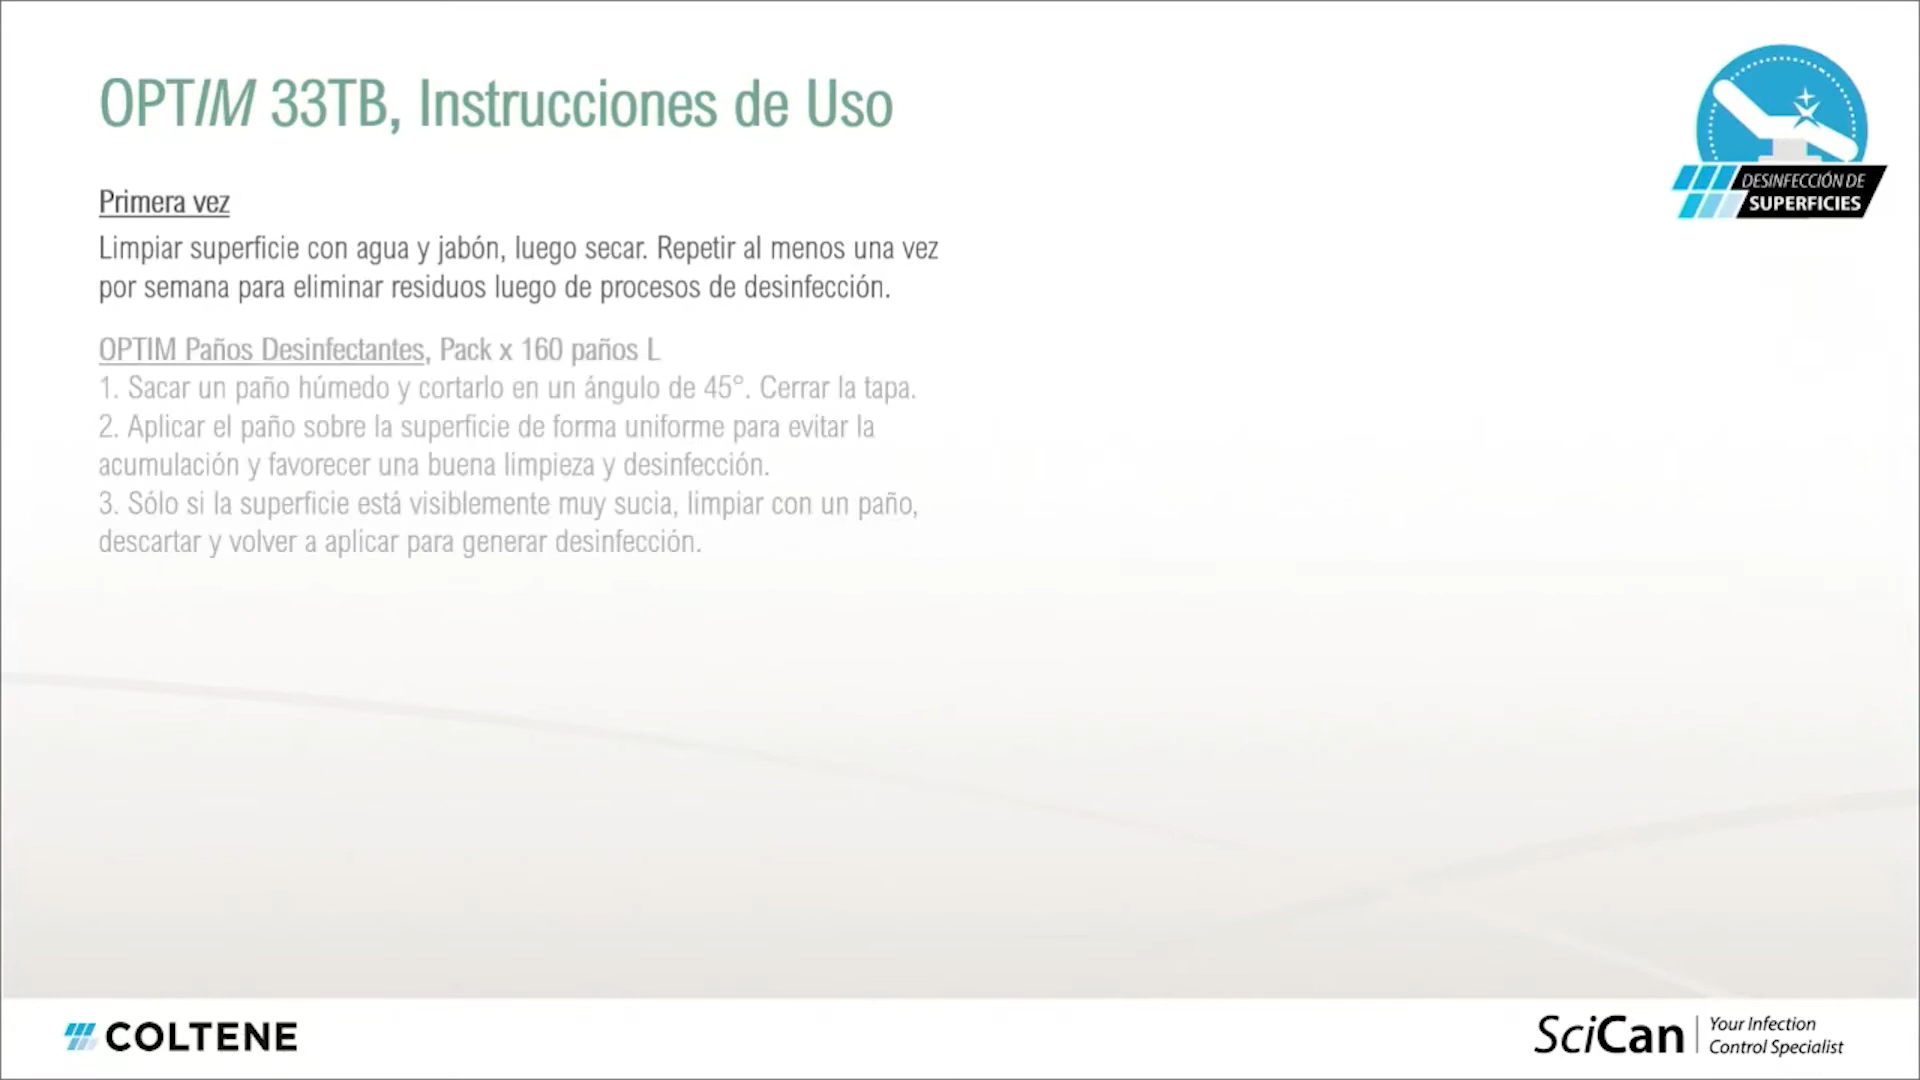 OPTIM 33TB, Instrucciones de Uso
DESINFECCIÓN DE
SUPERFICIES
Primera vez
Limpiar superficie con agua y jabón, luego secar. Repetir al menos una vez
por semana para eliminar residuos luego de procesos de desinfección.
OPTIM Paños Desinfectantes, Pack x 160 paños L
1. Sacar un paño húmedo y cortarlo en un ángulo de 45°. Cerrar la tapa.
2. Aplicar el paño sobre la superficie de forma uniforme para evitar la
acumulación y favorecer una buena limpieza y desinfección.
3. Sólo si la superficie está visiblemente muy sucia, limpiar con un paño,
descartar y volver a aplicar para generar desinfección.
COLTENE
SciCan
Your Infection
Control Specialist